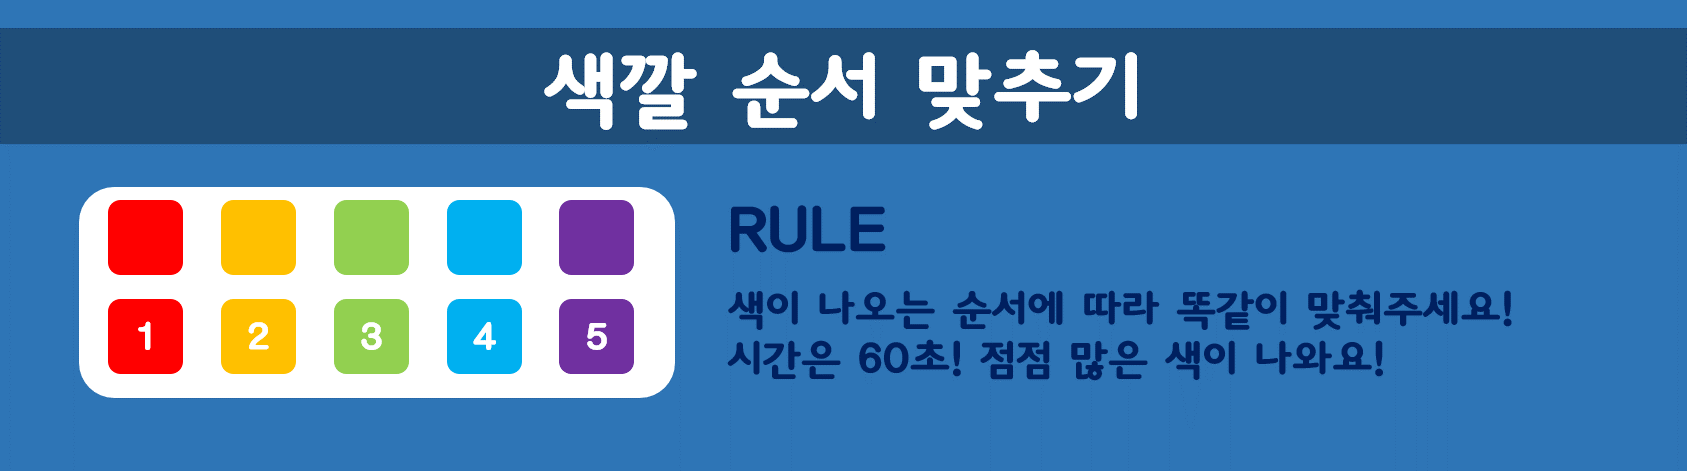 색깔 순서 맞추기
1 2 3 4 5
RULE
색이 나오는 순서에 따라 똑같이 맞춰주세요!
시간은 60초! 점점 많은 색이 나와요!